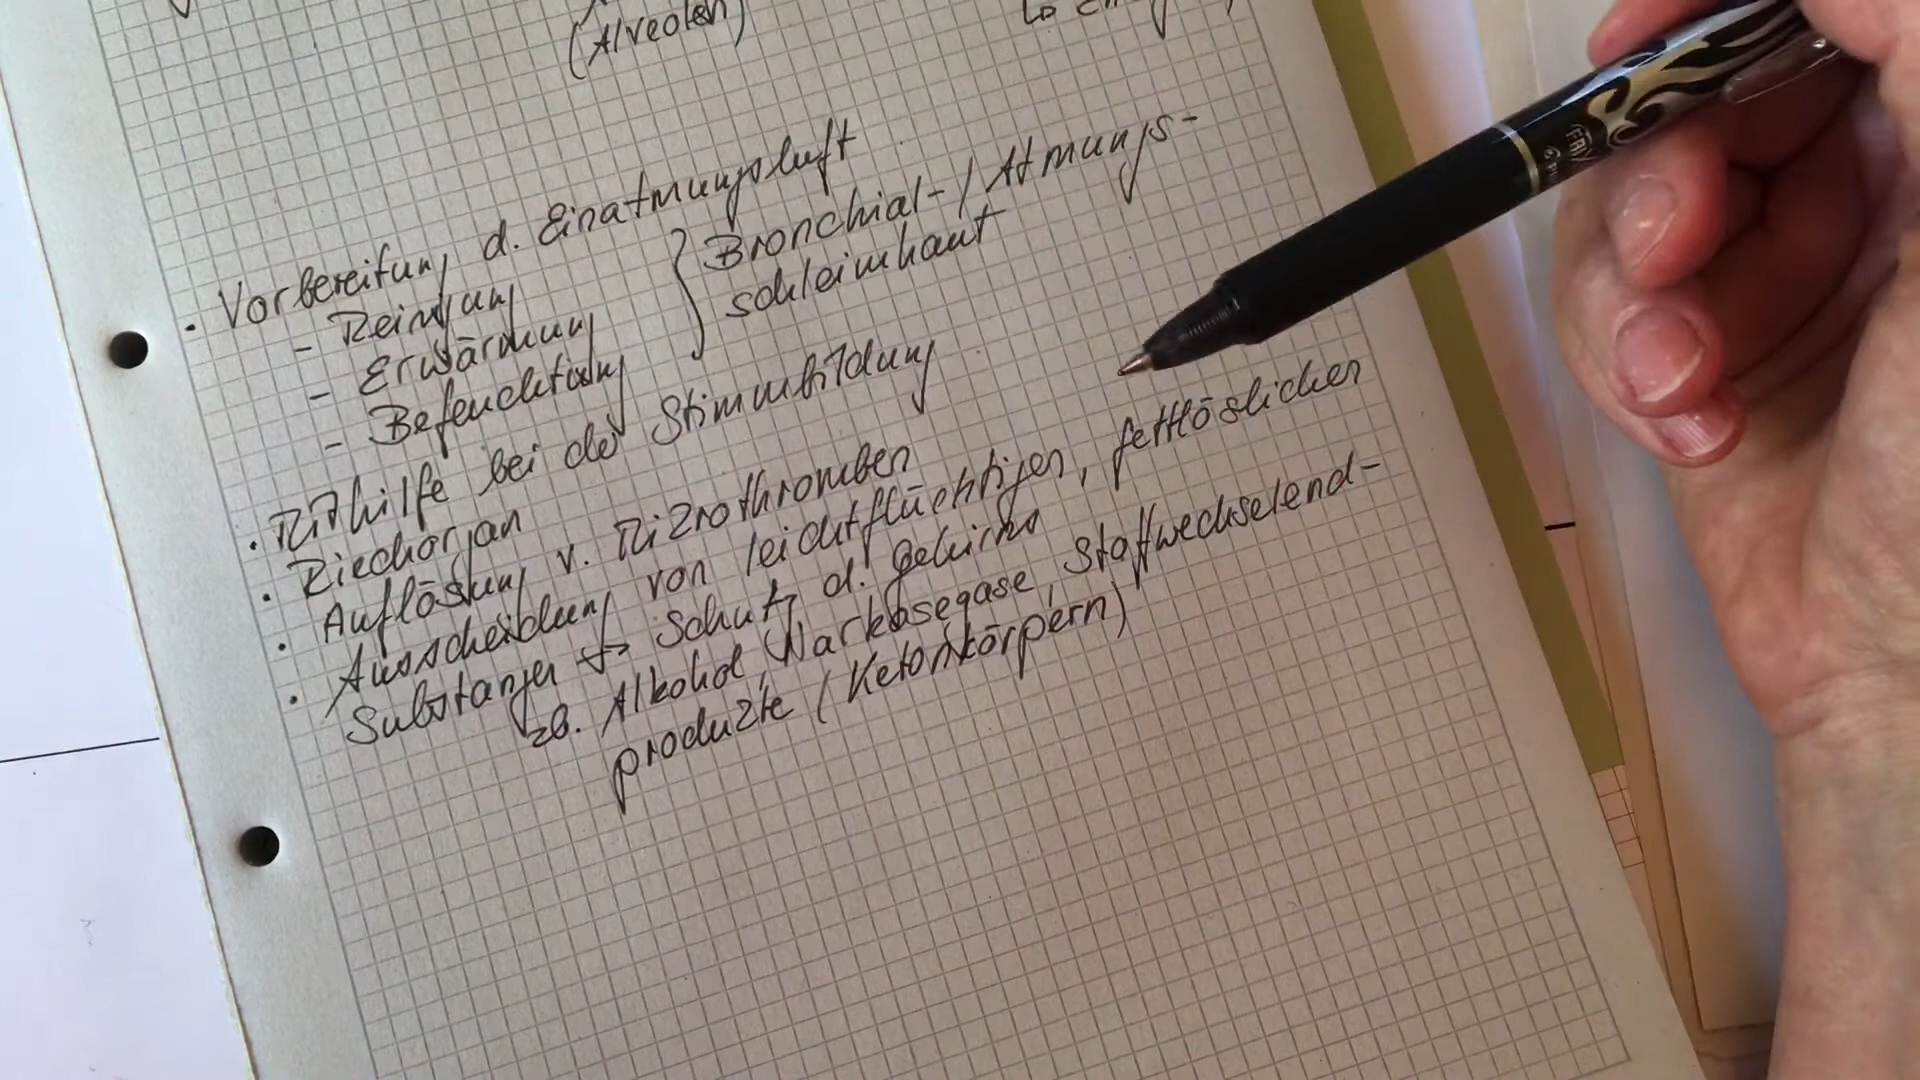 (Alveolen)
• Vorbereitung d. Einatmungsluft
- Reinigung
- Erwärmung
- Befeuchtung
} Bronchial-/Atmungs-
schleimhaut
• Mithilfe bei der Stimmbildung
• Riechorgan
• Auflösung v. Mikrothromben
• Ausscheidung von leichtflüchtigen, fettlöslichen
Substanzen → Schutz d. Gehirns
zB. Alkohol, Narkosegase, Stoffwechselend-
produkte (Ketonkörpern)